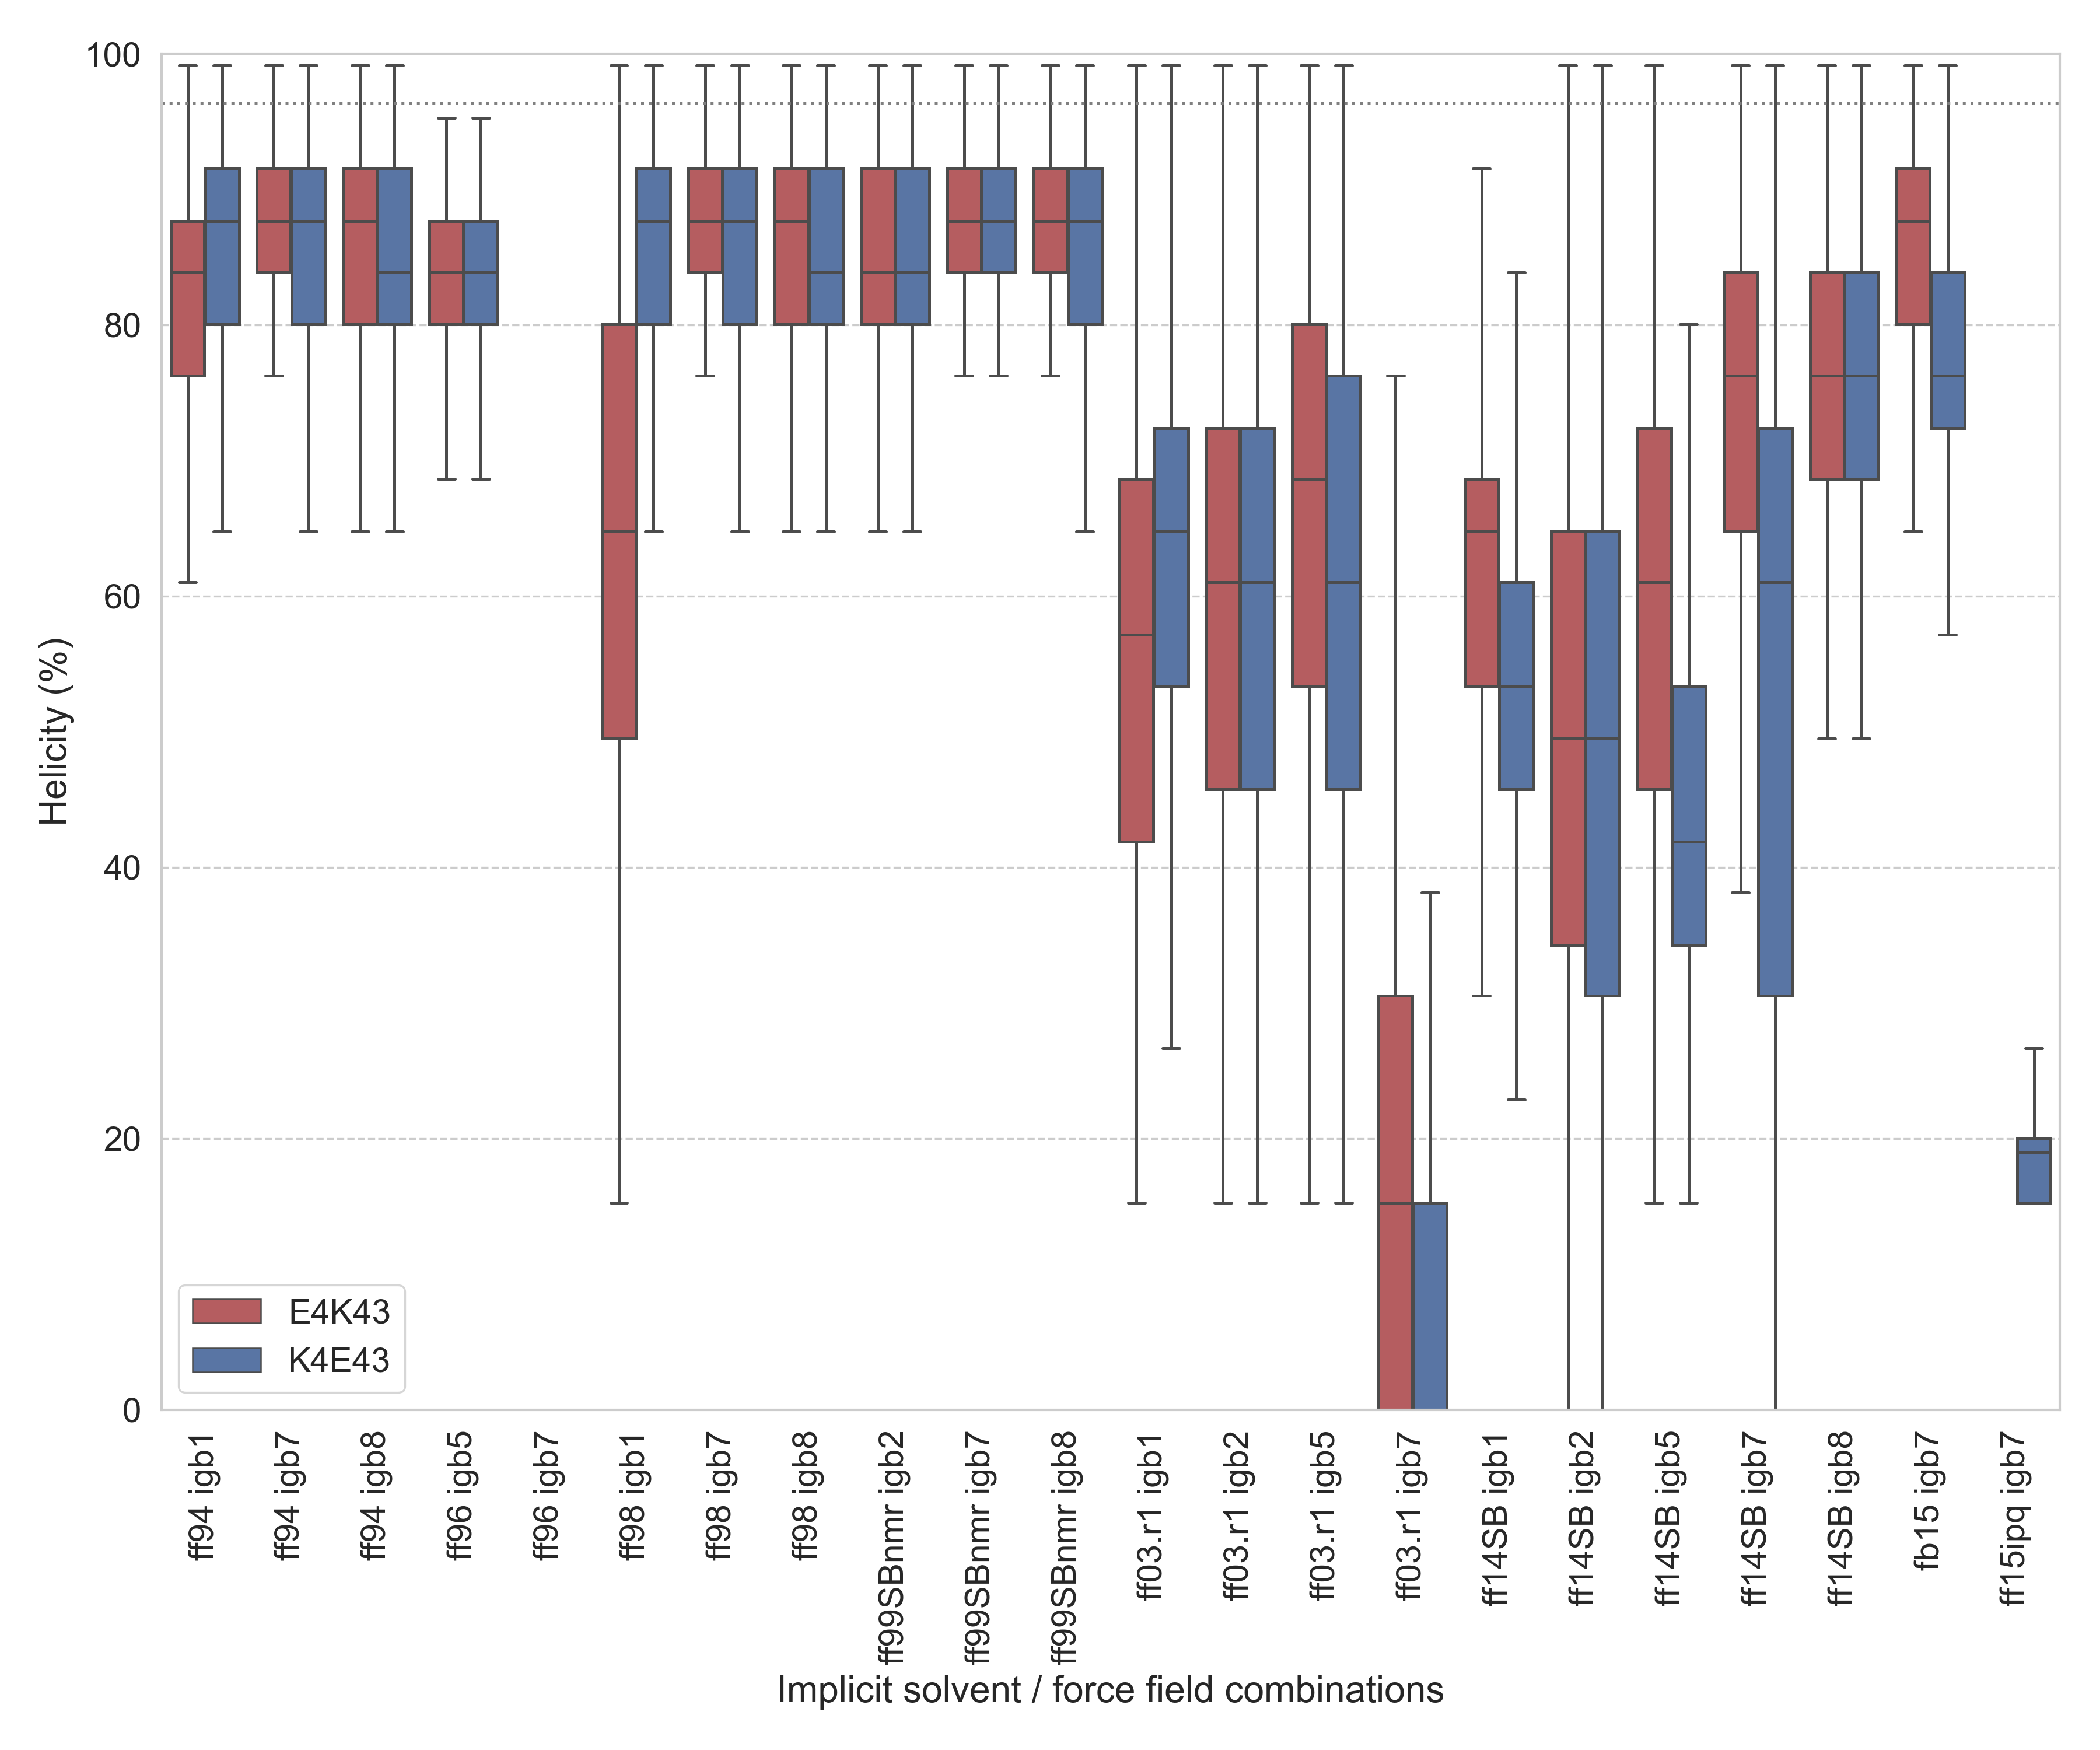 100
80
60
40
20
0
Helicity (%)
E4K43
K4E43
ff94 igb1
ff94 igb7
ff94 igb8
ff96 igb5
ff96 igb7
ff98 igb1
ff98 igb7
ff98 igb8
ff99SBnmr igb2
ff99SBnmr igb7
ff99SBnmr igb8
ff03.r1 igb1
ff03.r1 igb2
ff03.r1 igb5
ff03.r1 igb7
ff14SB igb1
ff14SB igb2
ff14SB igb5
ff14SB igb7
ff14SB igb8
fb15 igb7
ff15ipq igb7
Implicit solvent / force field combinations